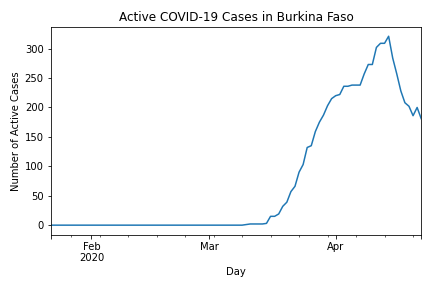 Active COVID-19 Cases in Burkina Faso
Number of Active Cases
300
250
200
150
100
50
0
Feb
2020
Mar
Apr
Day